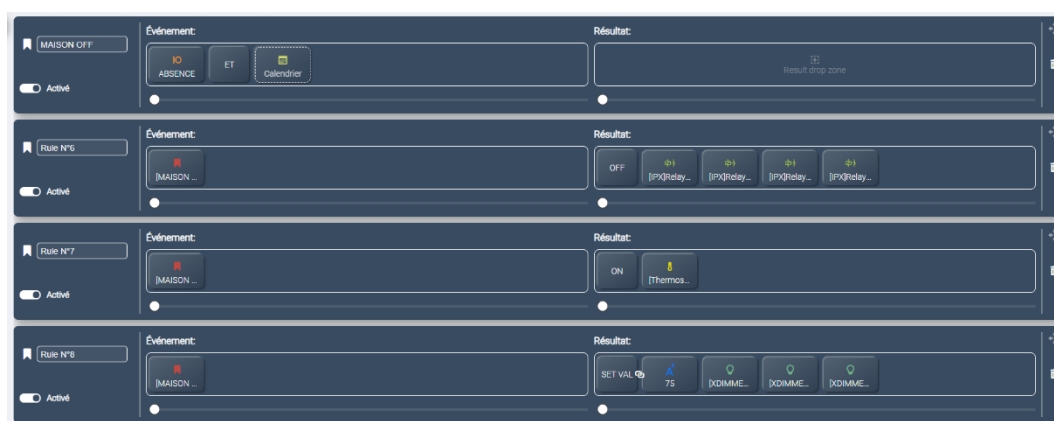 Événement:
Résultat:
MAISON OFF
IO
ABSENCE
ET
Calendrier
Result drop zone
Activé
Événement:
Résultat:
Rule N°6
[MAISON ...
OFF
[IPX]Relay...
[IPX]Relay...
[IPX]Relay...
[IPX]Relay...
Activé
Événement:
Résultat:
Rule N°7
[MAISON ...
ON
[Thermos...
Activé
Événement:
Résultat:
Rule N°8
[MAISON ...
SET VAL
A
75
[XDIMME...
[XDIMME...
[XDIMME...
Activé